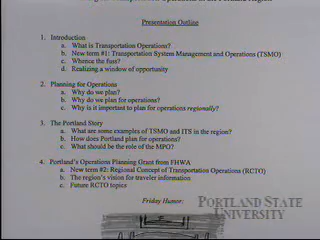 Presentation Outline
1. Introduction
a. What is Transportation Operations?
b. New term #1: Transportation System Management and Operations (TSMO)
c. Whence the fuss?
d. Realizing a window of opportunity
2. Planning for Operations
a. Why do we plan?
b. Why do we plan for operations?
c. Why is it important to plan for operations regionally?
3. The Portland Story
a. What are some examples of TSMO and ITS in the region?
b. How does Portland plan for operations?
c. What should be the role of the MPO?
4. Portland's Operations Planning Grant from FHWA
a. New term #2: Regional Concept of Transportation Operations (RCTO)
b. The region's vision for traveler information
c. Future RCTO topics
Friday Humor:
PORTLAND STATE
UNIVERSITY